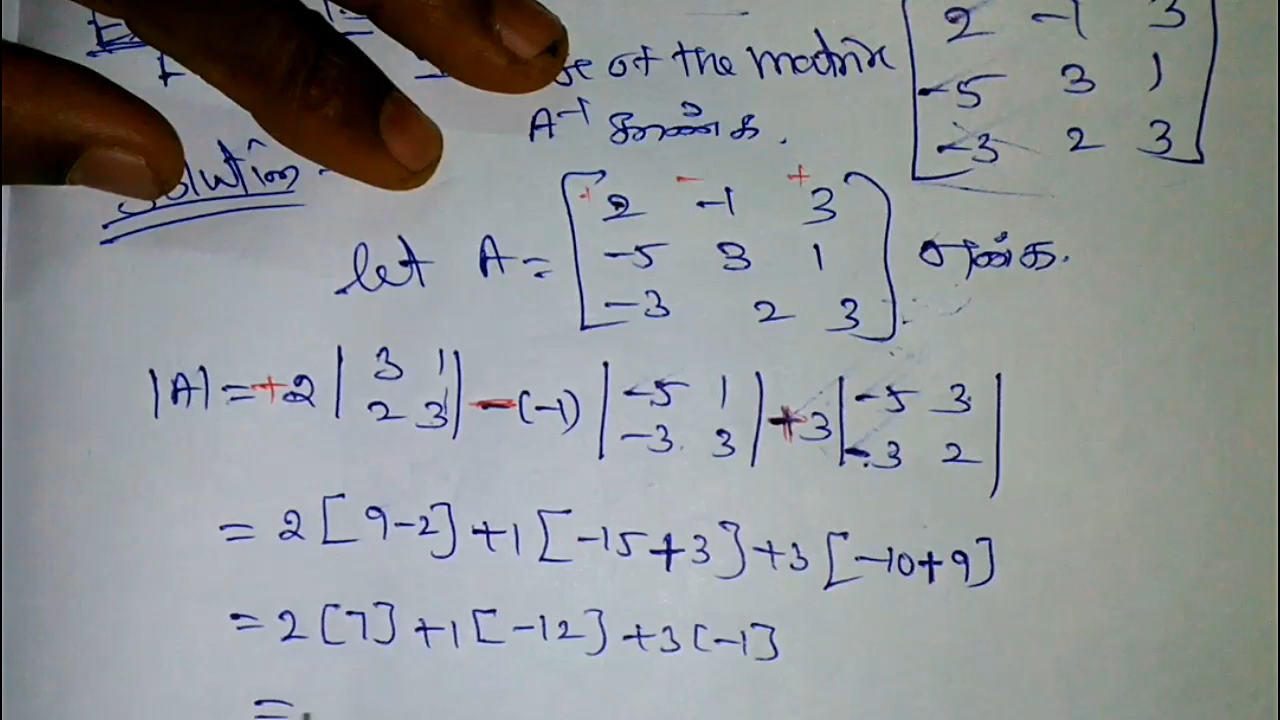 of the matrix [2 -1 3
-5 3 1
-3 2 3]
A⁻¹ காண்க.
Solution -
let A = [2 -1 3
-5 3 1
-3 2 3] என்க.
+ - +
|A| = +2 |3 1
2 3| -(-1) |-5 1
-3 3| +3 |-5 3
-3 2|
= 2[9-2] +1[-15+3] +3[-10+9]
= 2[7] +1[-12] +3[-1]
=